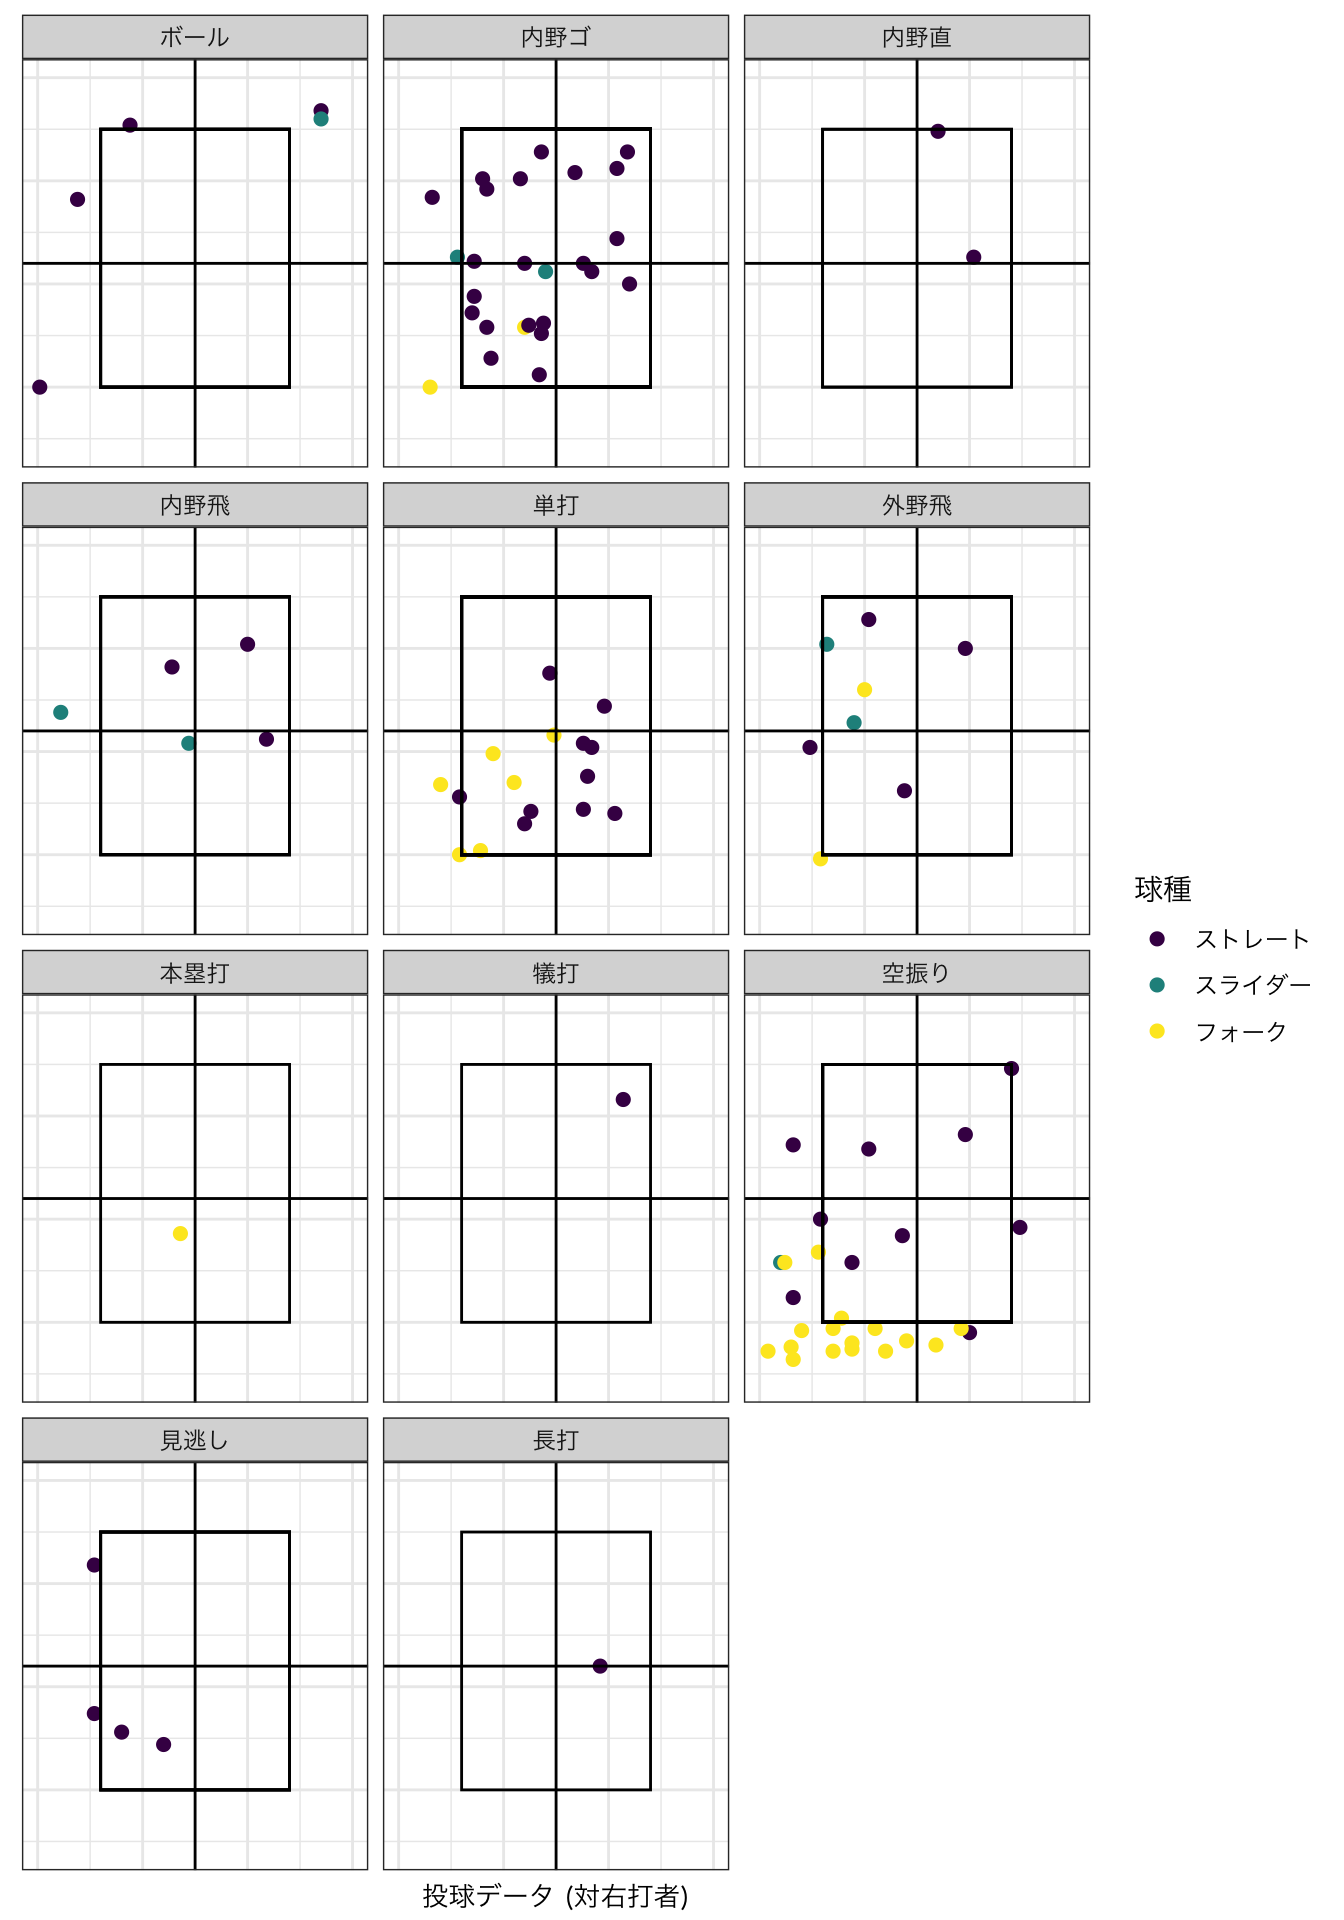 ボール
内野ゴ
内野直
内野飛
単打
外野飛
本塁打
犠打
空振り
見逃し
長打
球種
ストレート
スライダー
フォーク
投球データ (対右打者)